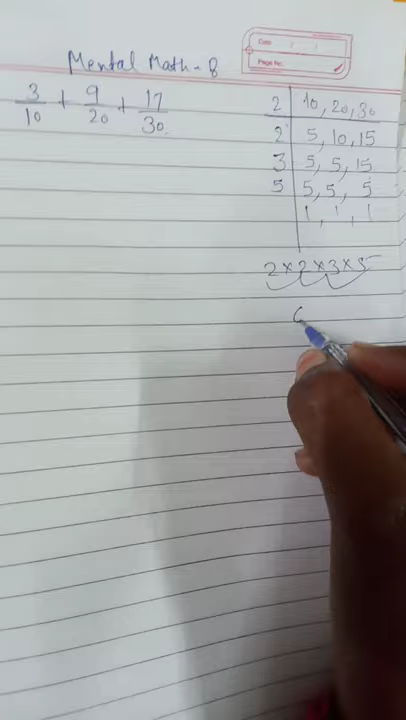 Date / /
Page No.
Mental Math - 8
3/10 + 9/20 + 17/30
2 | 10, 20, 30
2 | 5, 10, 15
3 | 5, 5, 15
5 | 5, 5, 5
1, 1, 1
2 × 2 × 3 × 5